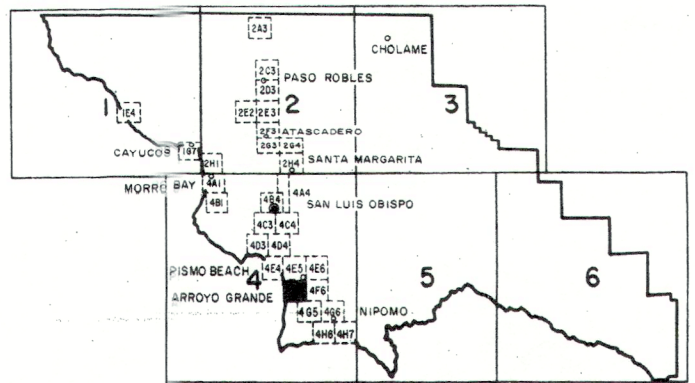 2A3
CHOLAME
2C3
PASO ROBLES
2D3
1
1E4
2E2 2E3
2
3
2F3 ATASCADERO
CAYUCOS 1G7
2G3 2G4
2H1
2H4 SANTA MARGARITA
MORRO BAY 4A1
4A4
4B1
4B4 SAN LUIS OBISPO
4C3 4C4
4D3 4D4
PISMO BEACH 4 4E4 4E5 4E6
5
6
ARROYO GRANDE 4F6
4G5 4G6 NIPOMO
4H6 4H7